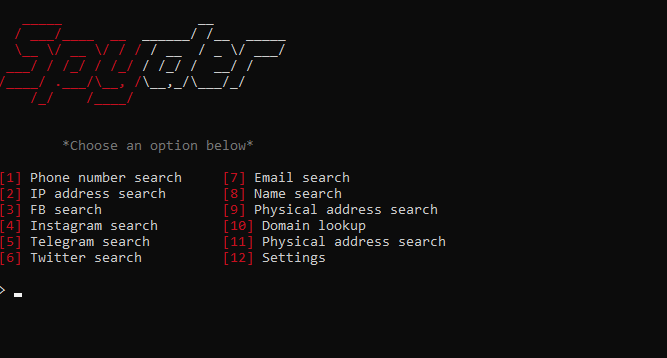 Spyder
*Choose an option below*
[1] Phone number search [7] Email search
[2] IP address search [8] Name search
[3] FB search [9] Physical address search
[4] Instagram search [10] Domain lookup
[5] Telegram search [11] Physical address search
[6] Twitter search [12] Settings
>